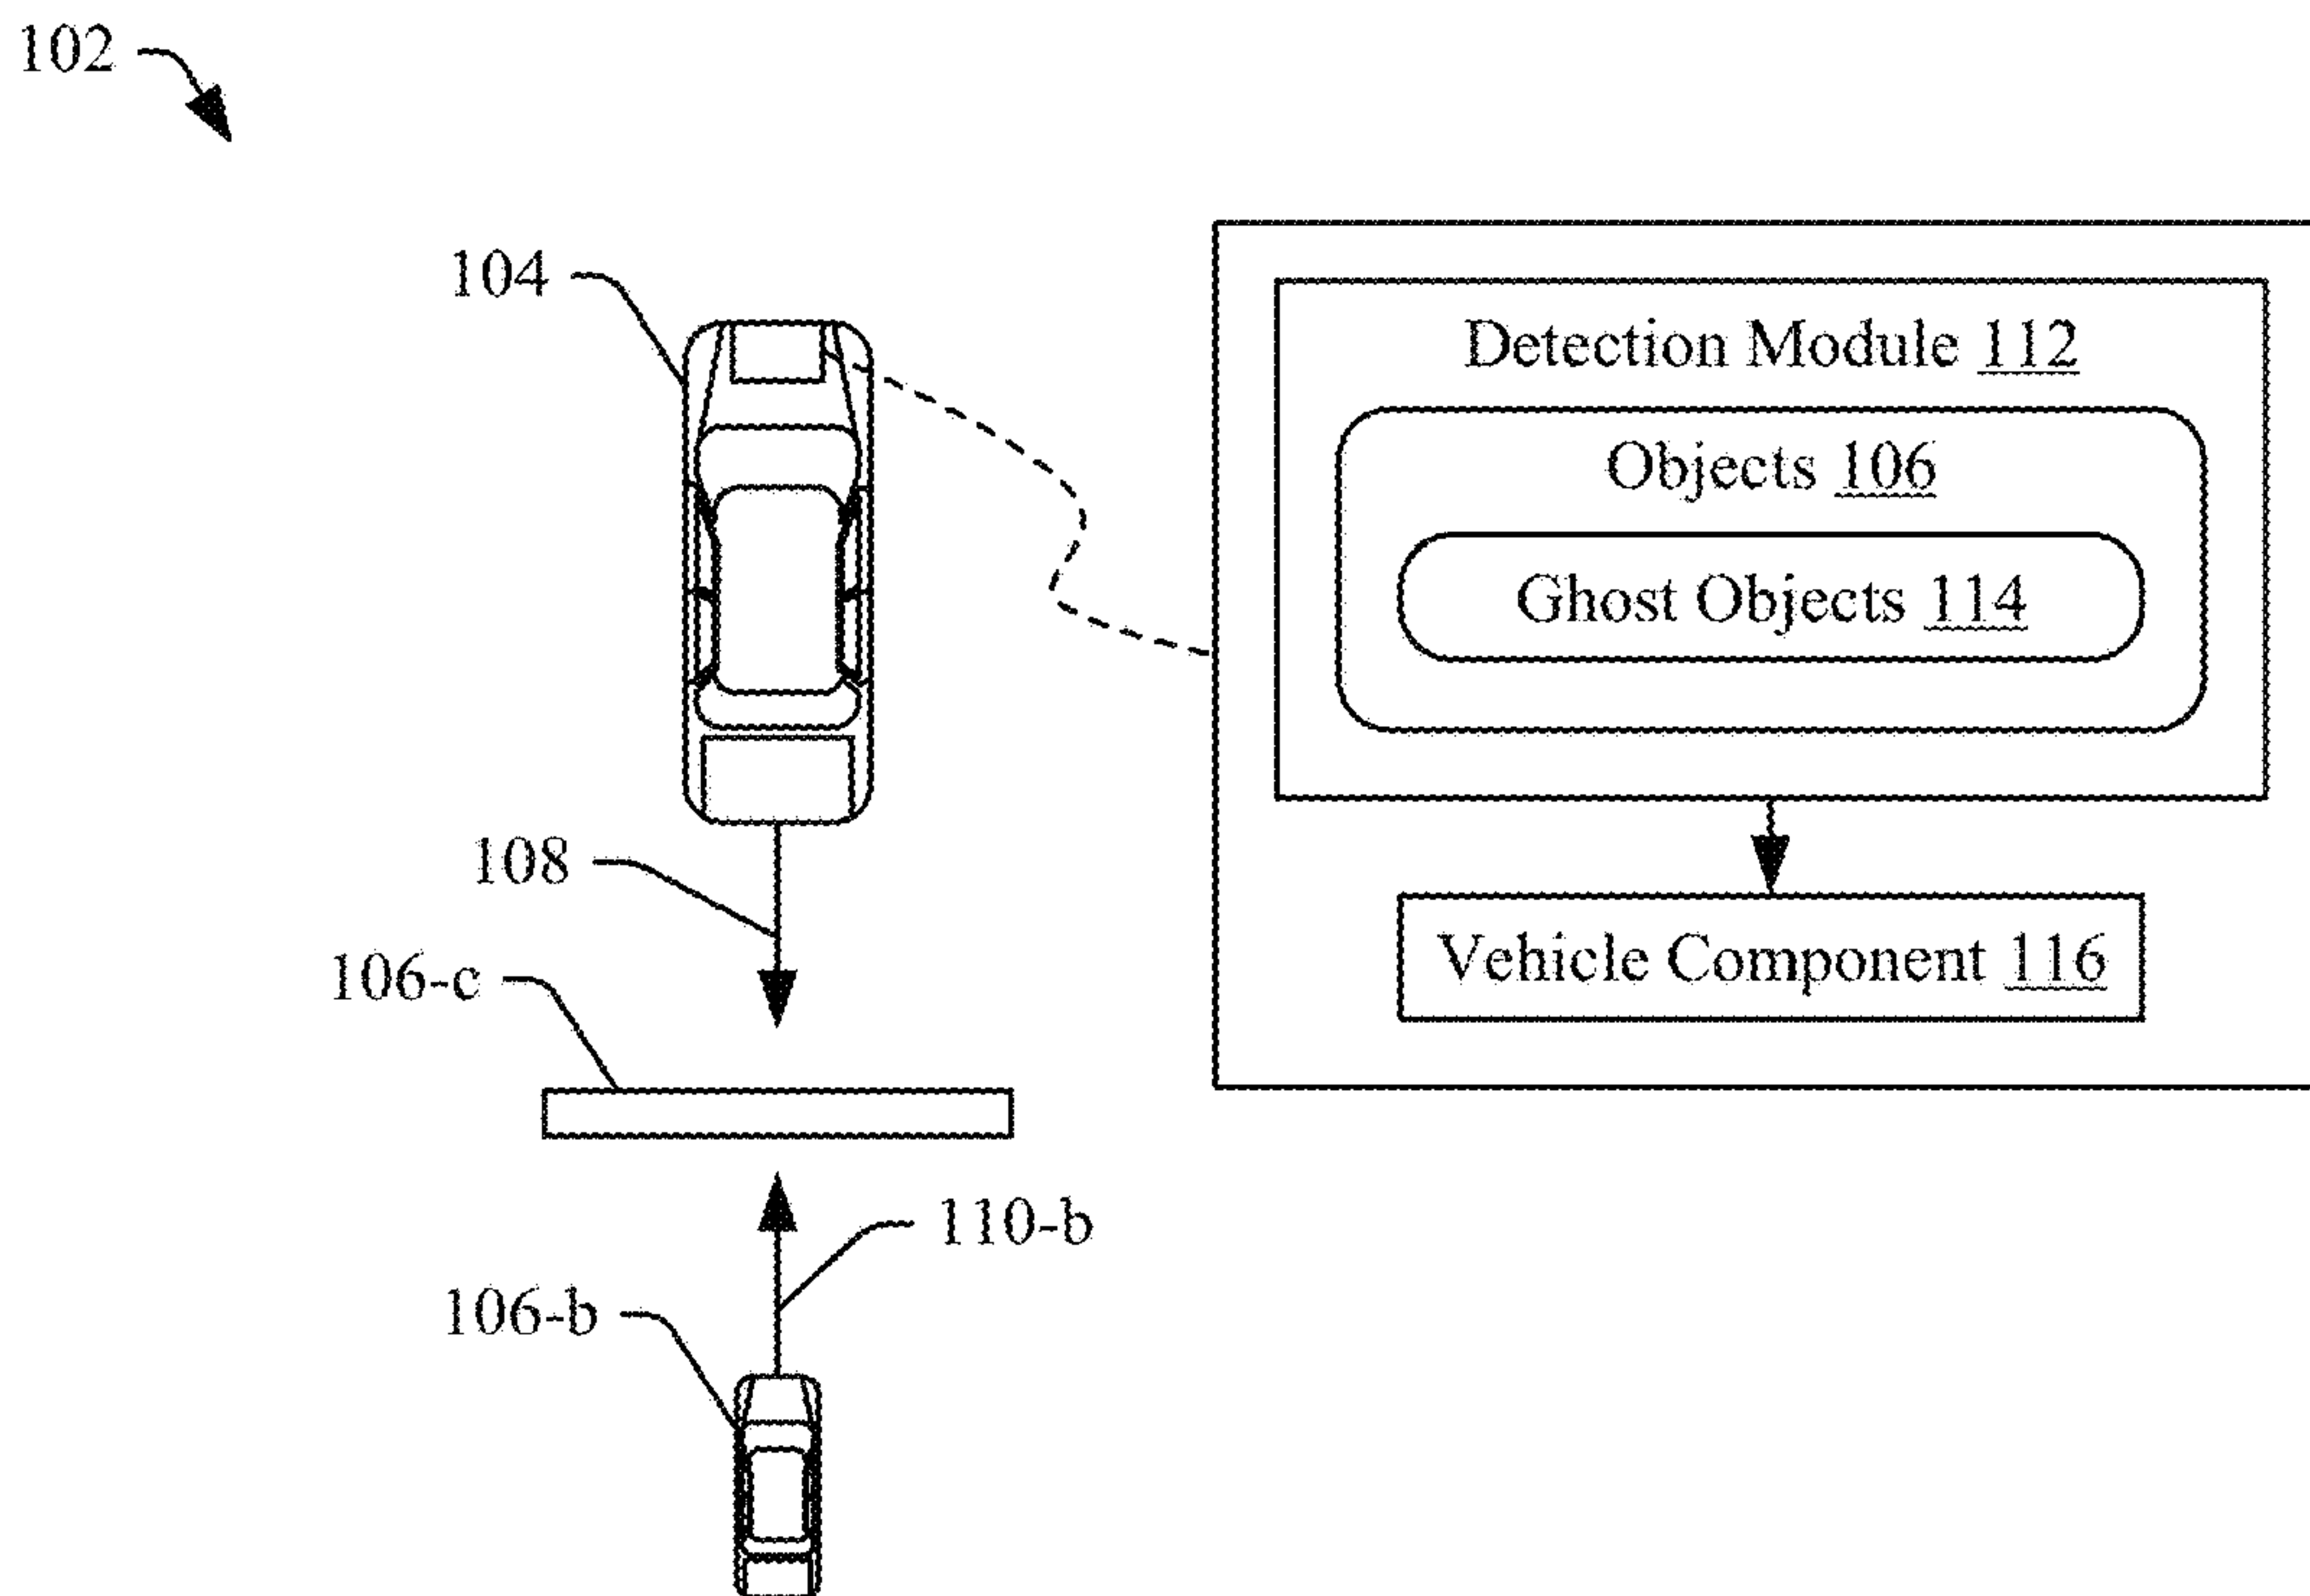 102
104
Detection Module 112
Objects 106
Ghost Objects 114
108
Vehicle Component 116
106-c
110-b
106-b